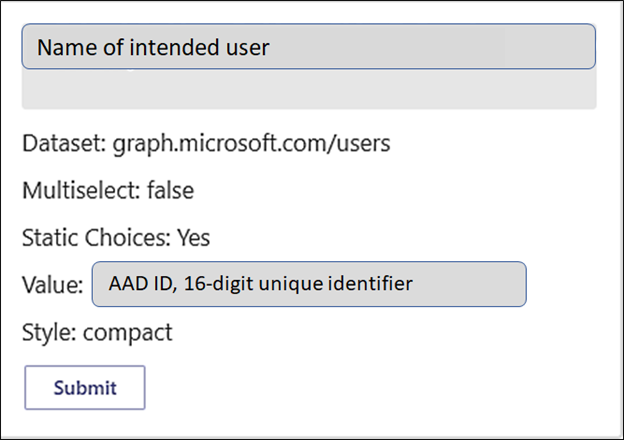 Name of intended user
Dataset: graph.microsoft.com/users
Multiselect: false
Static Choices: Yes
Value: AAD ID, 16-digit unique identifier
Style: compact
Submit